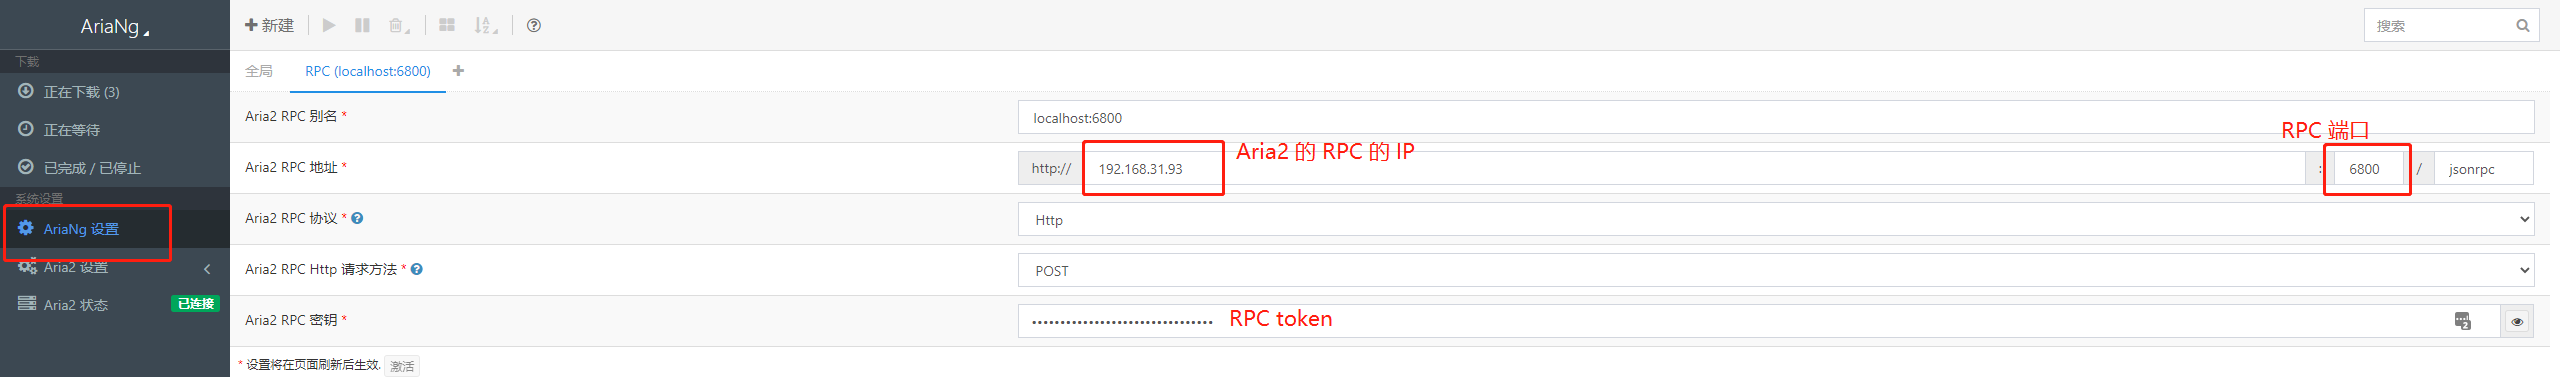 AriaNg
新建
搜索
下载
正在下载 (3)
正在等待
已完成 / 已停止
系统设置
AriaNg 设置
Aria2 设置
Aria2 状态
已连接
全局
RPC (localhost:6800)
Aria2 RPC 别名 *
localhost:6800
RPC 端口
Aria2 的 RPC 的 IP
Aria2 RPC 地址 *
http:// 192.168.31.93 : 6800 / jsonrpc
Aria2 RPC 协议 *
Http
Aria2 RPC Http 请求方法 *
POST
Aria2 RPC 密钥 *
RPC token
* 设置将在页面刷新后生效. 激活